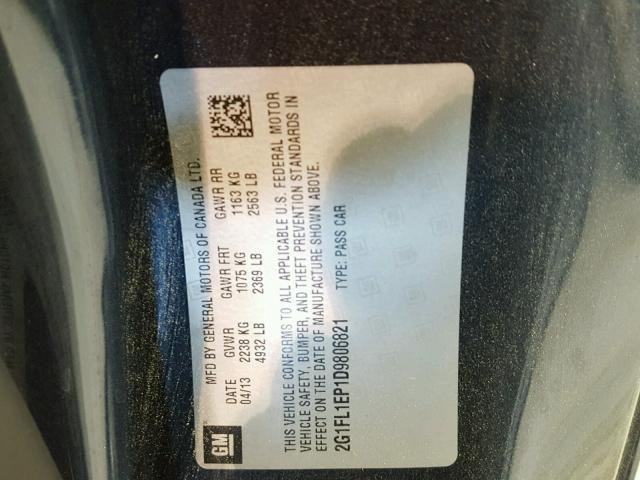 GM
MFD BY GENERAL MOTORS OF CANADA LTD.
DATE GVWR GAWR FRT GAWR RR
04/13 2238 KG 1075 KG 1163 KG
4932 LB 2369 LB 2563 LB
THIS VEHICLE CONFORMS TO ALL APPLICABLE U.S. FEDERAL MOTOR
VEHICLE SAFETY, BUMPER, AND THEFT PREVENTION STANDARDS IN
EFFECT ON THE DATE OF MANUFACTURE SHOWN ABOVE.
2G1FL1EP1D9806821 TYPE: PASS CAR